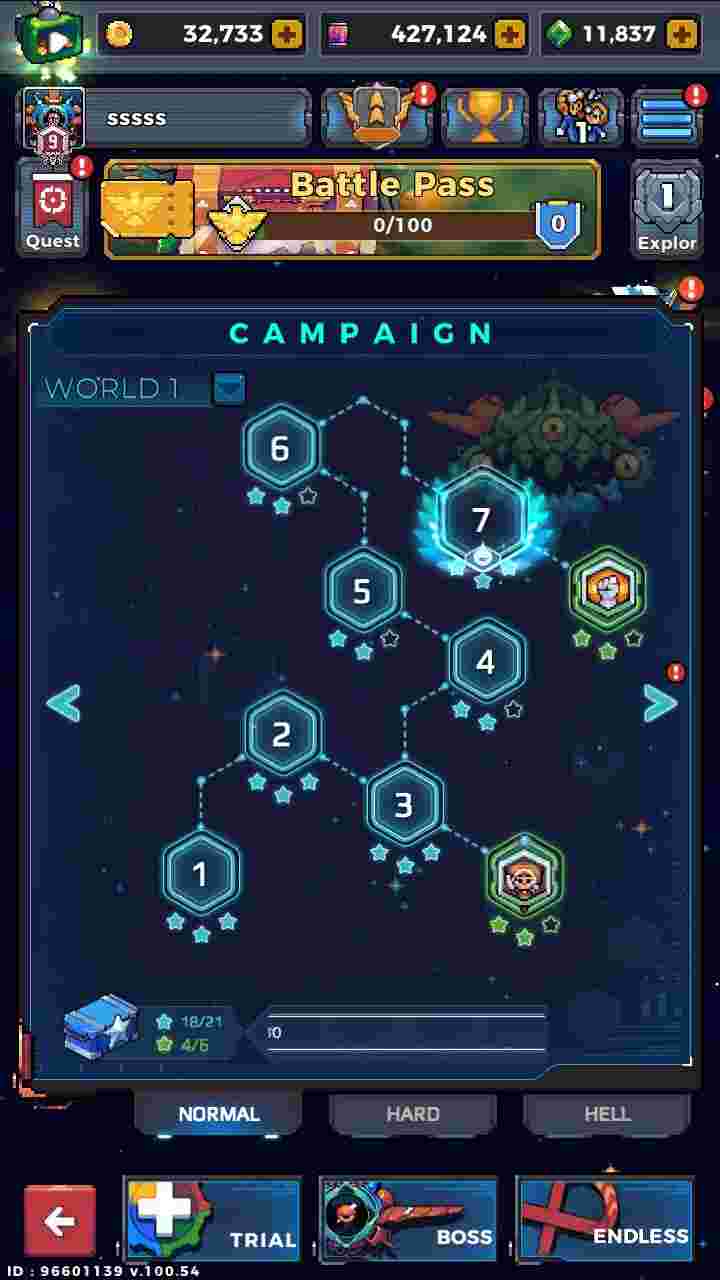 32,733
427,124
11,837
9
sssss
1
Quest
Battle Pass
0/100
0
1
Explor
CAMPAIGN
WORLD 1
6
7
5
4
2
3
1
18/21
4/6
NORMAL
HARD
HELL
TRIAL
BOSS
ENDLESS
ID : 96601139 v.100.54